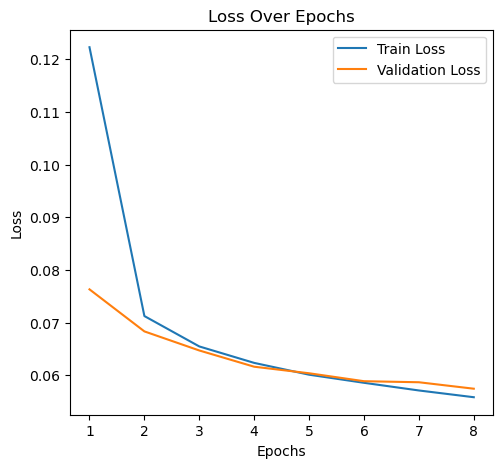 Loss Over Epochs
Train Loss
Validation Loss
0.12
0.11
0.10
0.09
0.08
0.07
0.06
Loss
1 2 3 4 5 6 7 8
Epochs